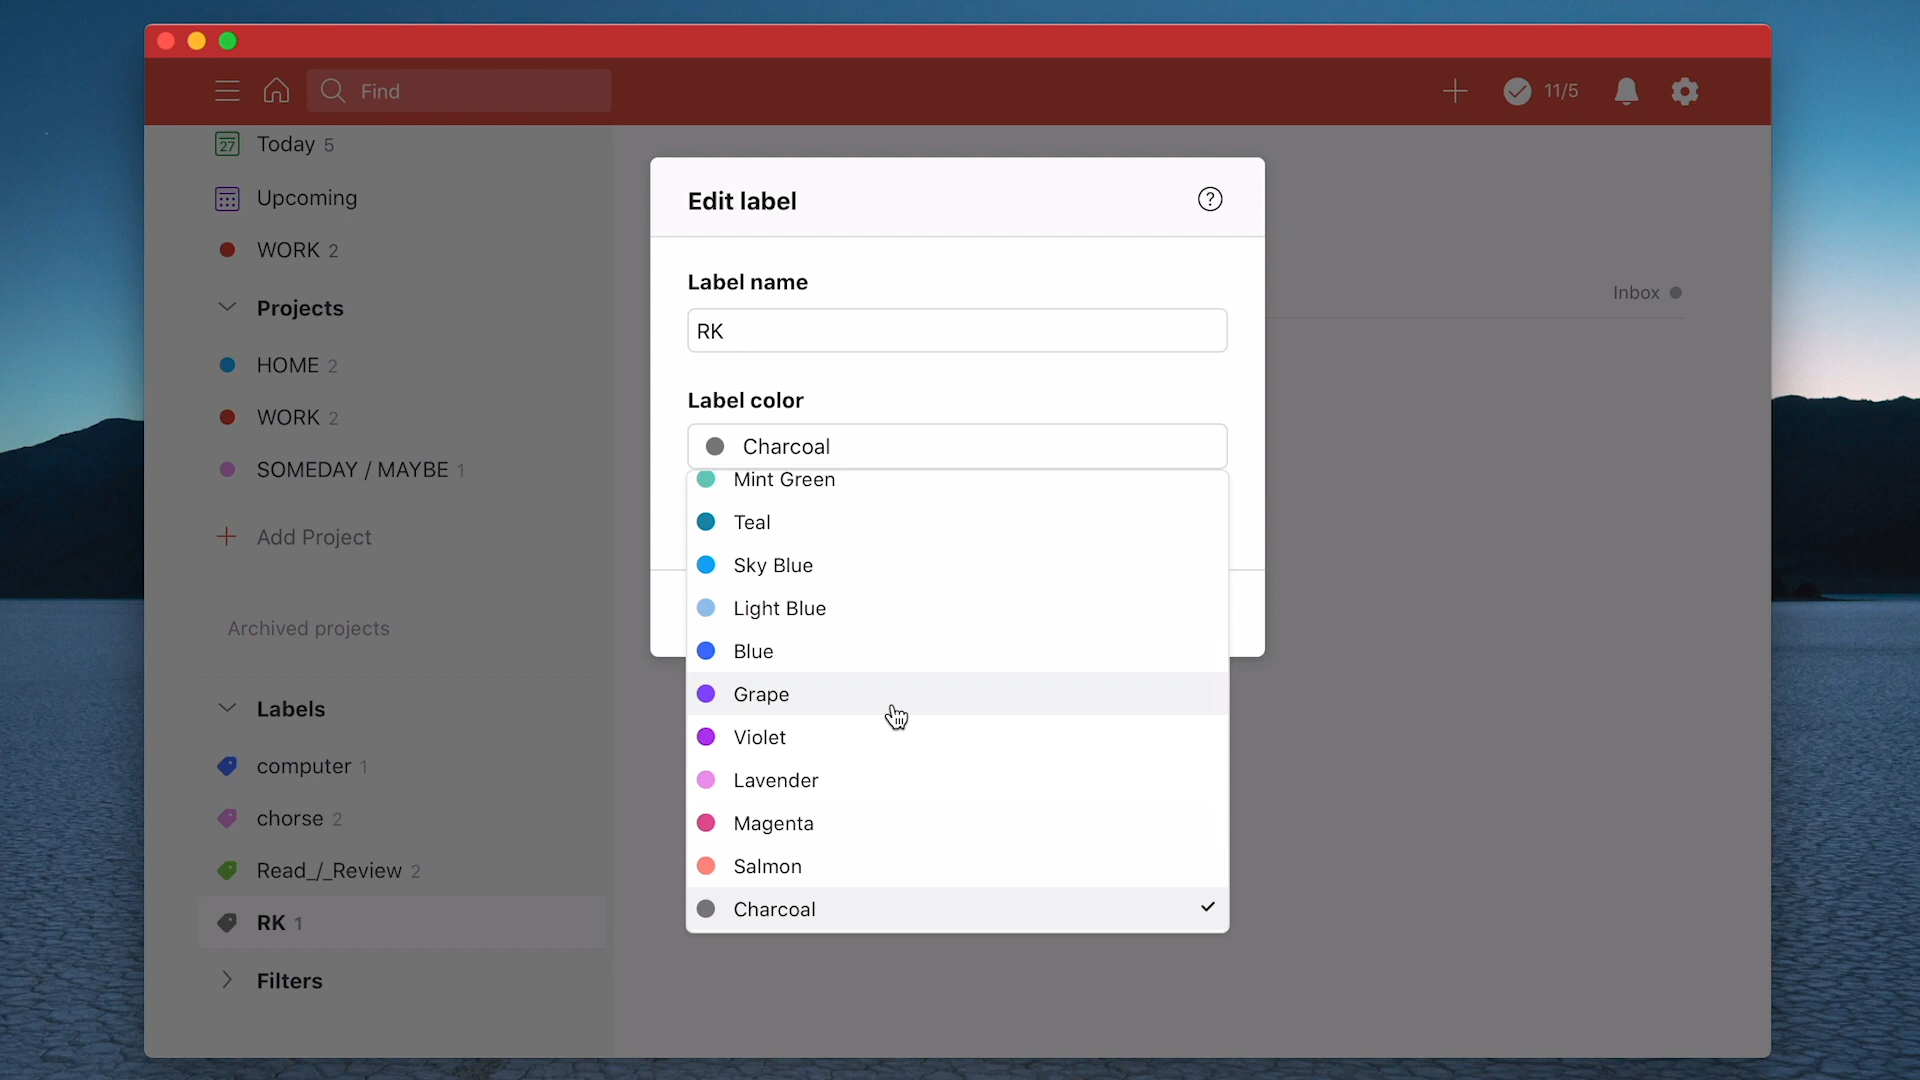 Find
11/5
27
Today 5
Upcoming
WORK 2
Projects
HOME 2
WORK 2
SOMEDAY / MAYBE 1
Add Project
Archived projects
Labels
computer 1
chorse 2
Read_/_Review 2
RK 1
Filters
Inbox
Edit label
?
Label name
RK
Label color
Charcoal
Mint Green
Teal
Sky Blue
Light Blue
Blue
Grape
Violet
Lavender
Magenta
Salmon
Charcoal